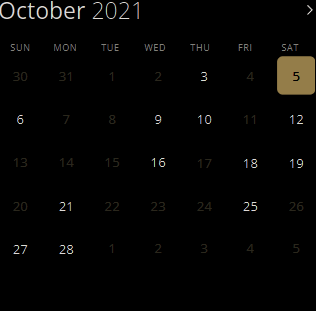 October 2021 >
SUN MON TUE WED THU FRI SAT
30 31 1 2 3 4 5
6 7 8 9 10 11 12
13 14 15 16 17 18 19
20 21 22 23 24 25 26
27 28 1 2 3 4 5